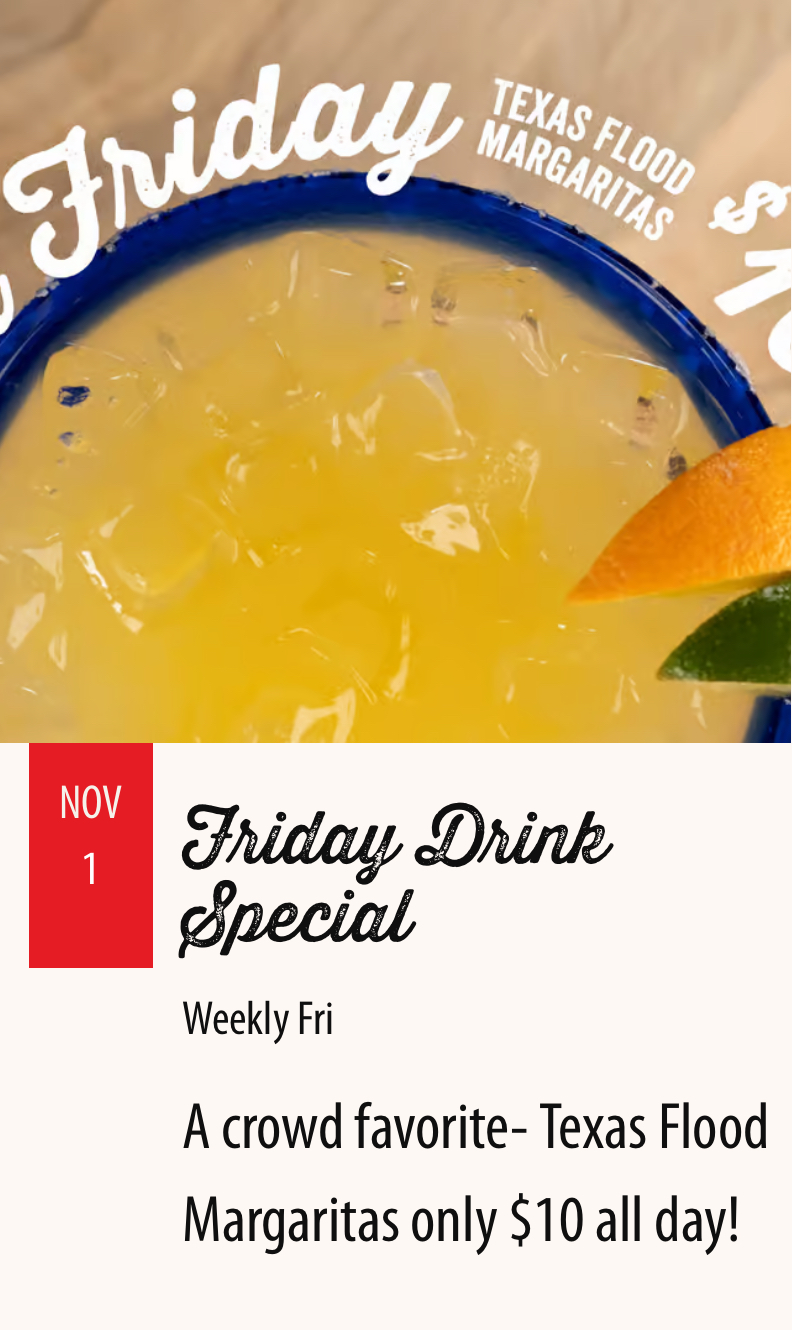 Friday
TEXAS FLOOD
MARGARITAS
$
NOV
1
Friday Drink
Special
Weekly Fri
A crowd favorite- Texas Flood
Margaritas only $10 all day!